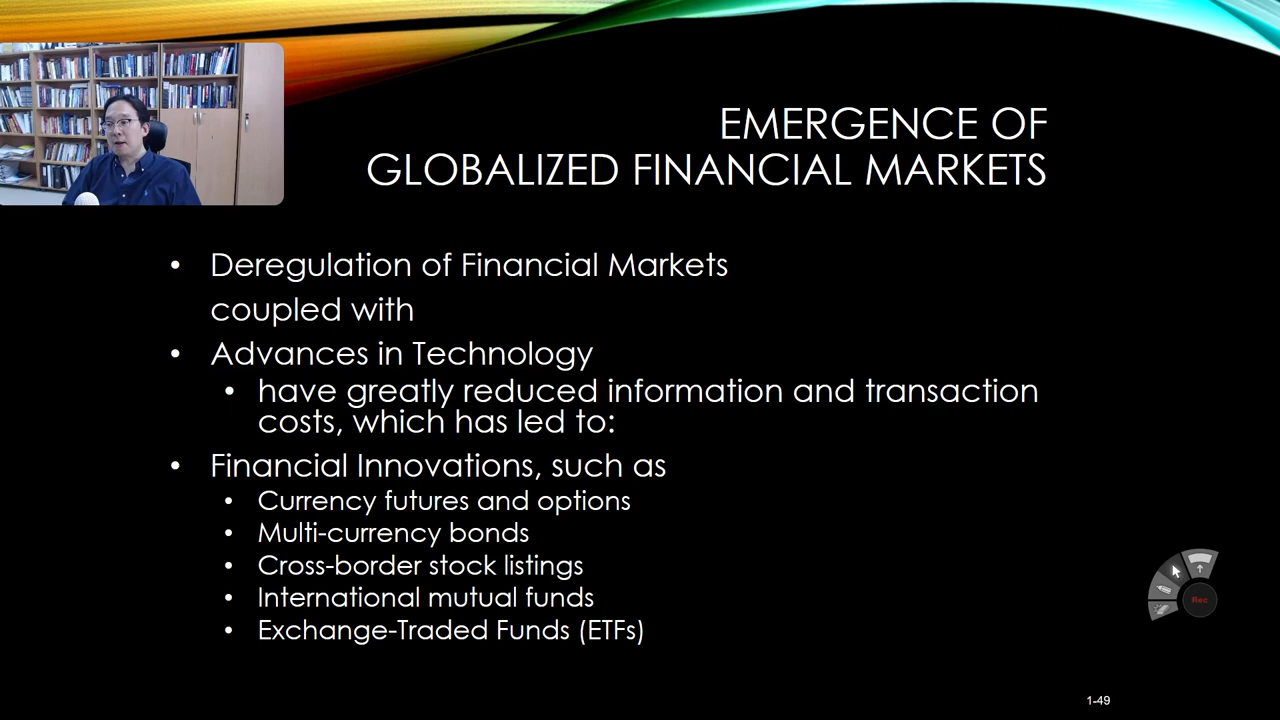 EMERGENCE OF
GLOBALIZED FINANCIAL MARKETS
• Deregulation of Financial Markets
coupled with
• Advances in Technology
• have greatly reduced information and transaction
costs, which has led to:
• Financial Innovations, such as
• Currency futures and options
• Multi-currency bonds
• Cross-border stock listings
• International mutual funds
• Exchange-Traded Funds (ETFs)
Rec
1-49